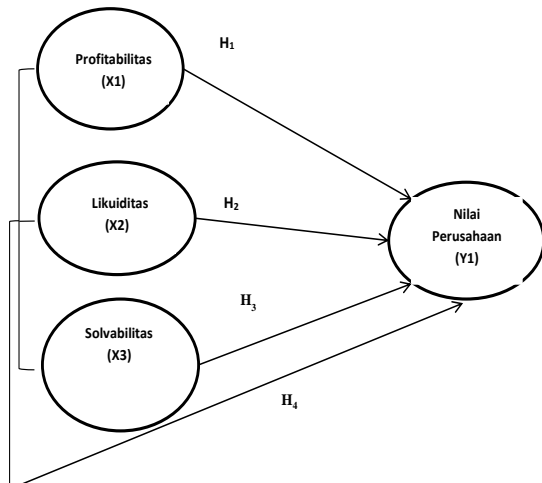 H₁
Profitabilitas
(X1)
Likuiditas
(X2)
H₂
Nilai
Perusahaan
(Y1)
Solvabilitas
(X3)
H₃
H₄